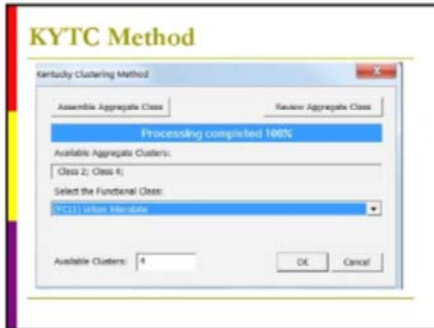 KYTC Method
Kentucky Clustering Method
Assemble Aggregate Class
Review Aggregate Class
Processing completed 100%
Available Aggregate Clusters:
Class 2; Class 4;
Select the Functional Class:
(FC11) Urban Interstate
Available Clusters: 4
OK
Cancel